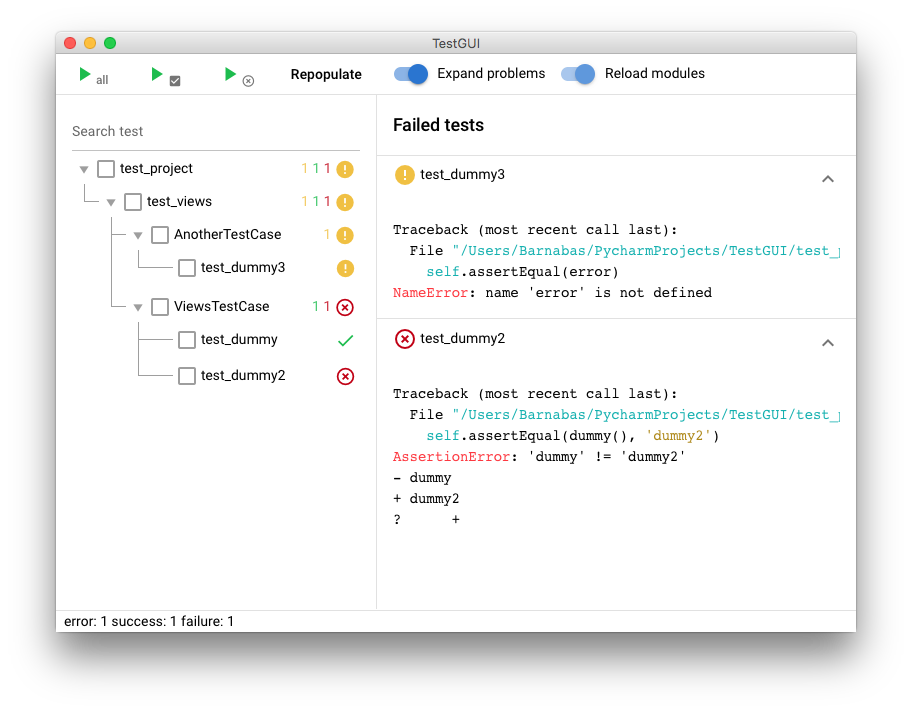 TestGUI
all Repopulate Expand problems Reload modules
Search test
test_project 1 1 1
test_views 1 1 1
AnotherTestCase 1
test_dummy3
ViewsTestCase 1 1
test_dummy
test_dummy2
Failed tests
test_dummy3
Traceback (most recent call last):
File "/Users/Barnabas/PycharmProjects/TestGUI/test_
self.assertEqual(error)
NameError: name 'error' is not defined
test_dummy2
Traceback (most recent call last):
File "/Users/Barnabas/PycharmProjects/TestGUI/test_
self.assertEqual(dummy(), 'dummy2')
AssertionError: 'dummy' != 'dummy2'
- dummy
+ dummy2
?      +
error: 1 success: 1 failure: 1